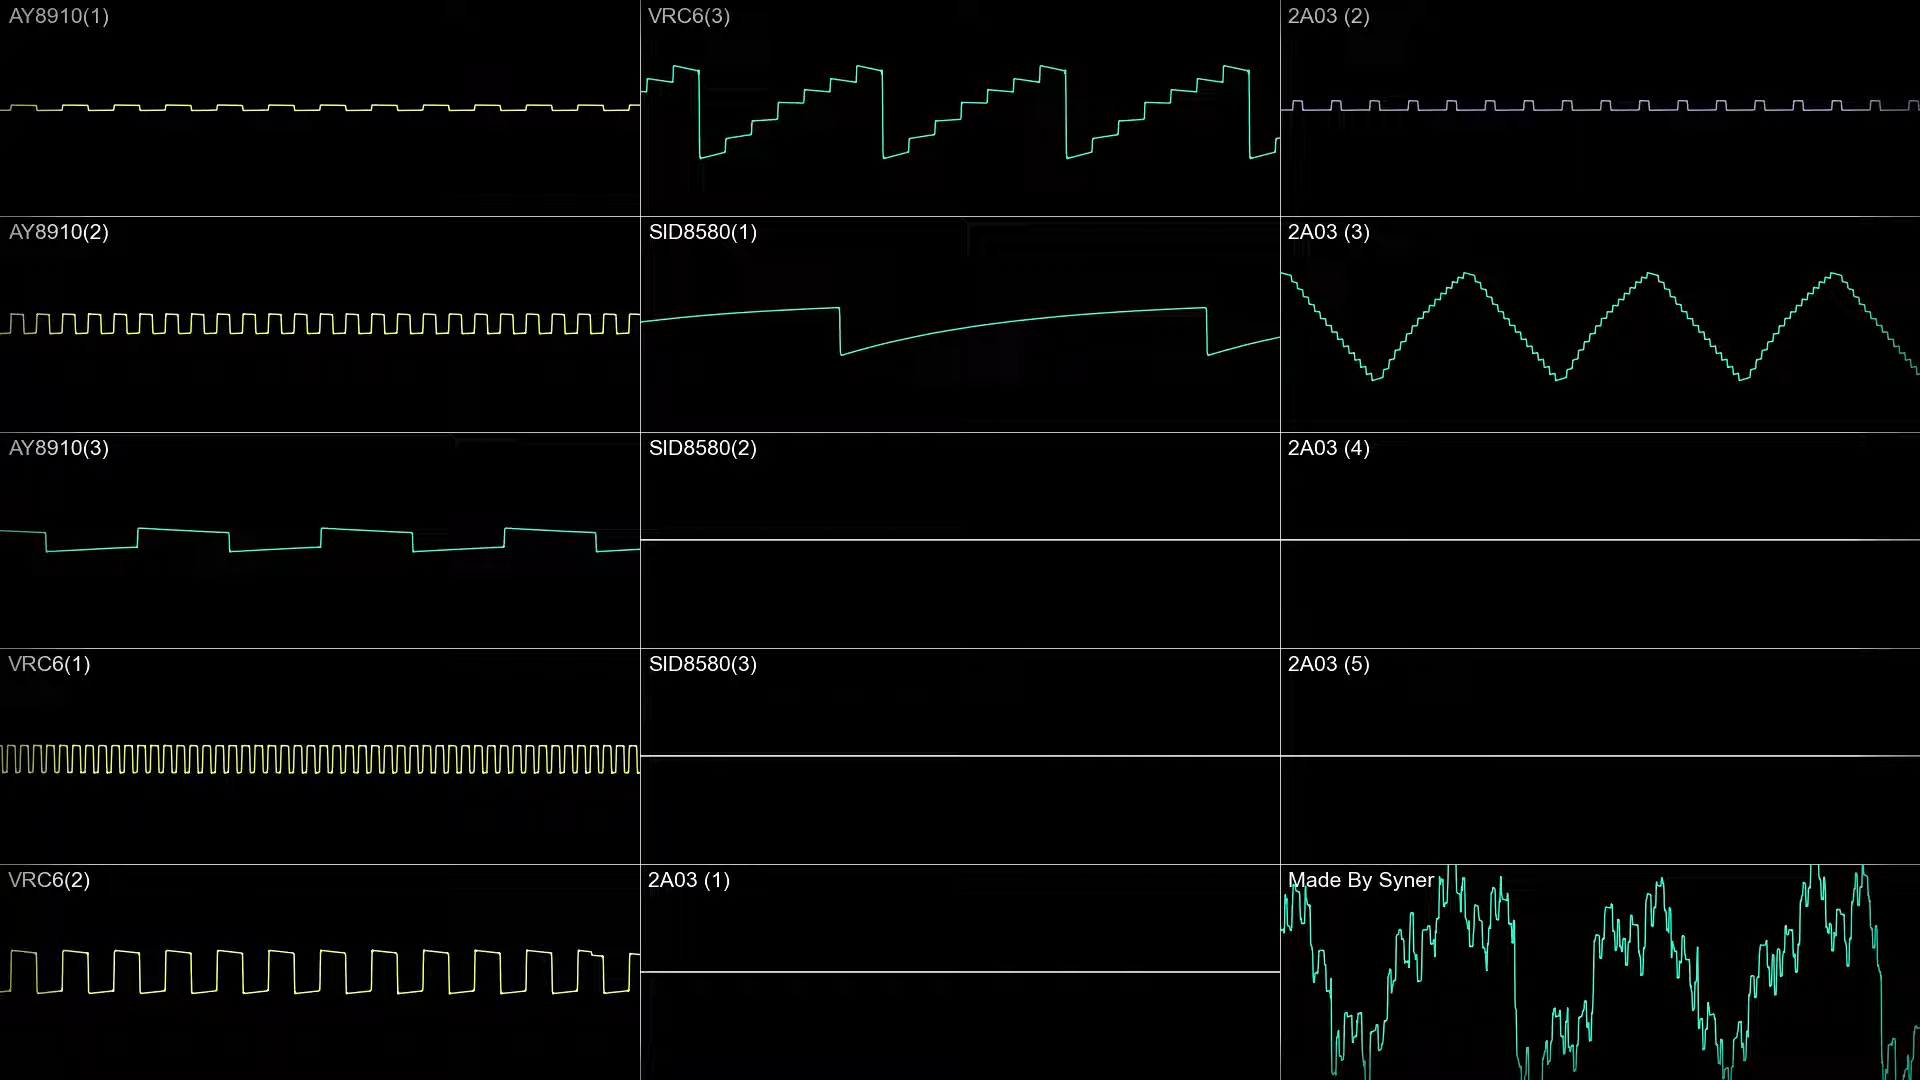 AY8910(1)
VRC6(3)
2A03 (2)
AY8910(2)
SID8580(1)
2A03 (3)
AY8910(3)
SID8580(2)
2A03 (4)
VRC6(1)
SID8580(3)
2A03 (5)
VRC6(2)
2A03 (1)
Made By Syner